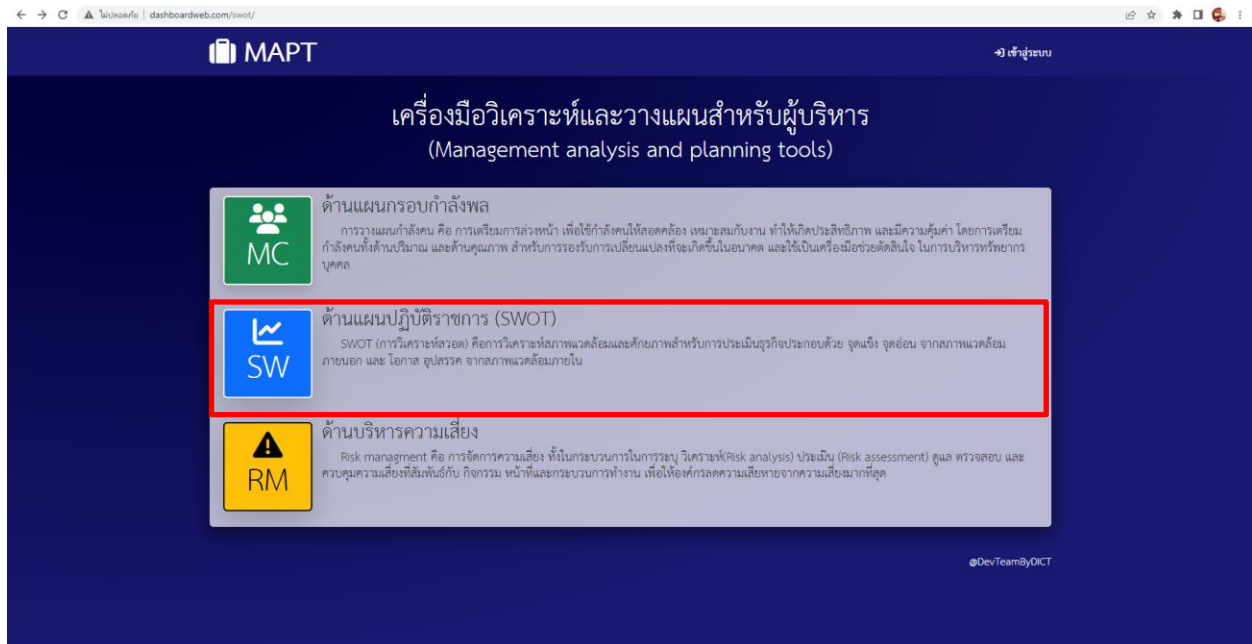 ไม่ปลอดภัย | dashboardweb.com/swot/
MAPT
เข้าสู่ระบบ
เครื่องมือวิเคราะห์และวางแผนสำหรับผู้บริหาร
(Management analysis and planning tools)
MC
ด้านแผนกรอบกำลังพล
การวางแผนกำลังคน คือ การเตรียมการล่วงหน้า เพื่อใช้กำลังคนให้สอดคล้อง เหมาะสมกับงาน ทำให้เกิดประสิทธิภาพ และมีความคุ้มค่า โดยการเตรียม
กำลังคนทั้งด้านปริมาณ และด้านคุณภาพ สำหรับการรองรับการเปลี่ยนแปลงที่จะเกิดขึ้นในอนาคต และใช้เป็นเครื่องมือช่วยตัดสินใจ ในการบริหารทรัพยากร
บุคคล
SW
ด้านแผนปฏิบัติราชการ (SWOT)
SWOT (การวิเคราะห์สวอต) คือการวิเคราะห์สภาพแวดล้อมและศักยภาพสำหรับการประเมินธุรกิจประกอบด้วย จุดแข็ง จุดอ่อน จากสภาพแวดล้อม
ภายนอก และ โอกาส อุปสรรค จากสภาพแวดล้อมภายใน
RM
ด้านบริหารความเสี่ยง
Risk managment คือ การจัดการความเสี่ยง ทั้งในกระบวนการในการระบุ วิเคราะห์(Risk analysis) ประเมิน (Risk assessment) ดูแล ตรวจสอบ และ
ควบคุมความเสี่ยงที่สัมพันธ์กับ กิจกรรม หน้าที่และกระบวนการทำงาน เพื่อให้องค์กรลดความเสียหายจากความเสี่ยงมากที่สุด
@DevTeamByDICT